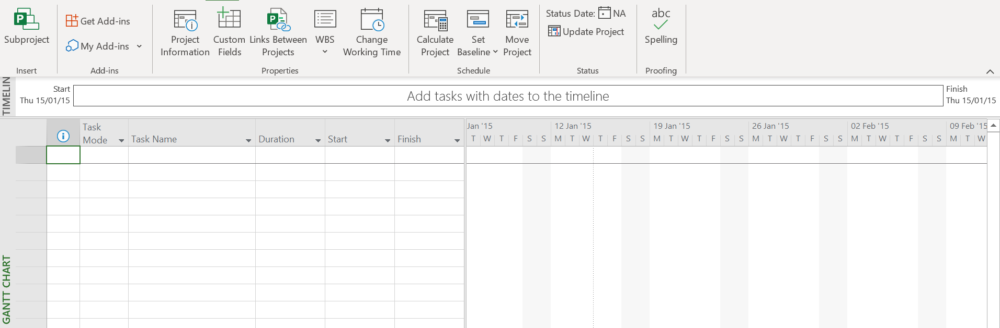 Subproject
Insert
Get Add-ins
My Add-ins
Add-ins
Project Information
Custom Fields
Links Between Projects
WBS
Change Working Time
Properties
Calculate Project
Set Baseline
Move Project
Schedule
Status Date: NA
Update Project
Status
abc
Spelling
Proofing
TIMELIN
Start
Thu 15/01/15
Add tasks with dates to the timeline
Finish
Thu 15/01/15
Task Mode
Task Name
Duration
Start
Finish
Jan '15
12 Jan '15
19 Jan '15
26 Jan '15
02 Feb '15
09 Feb '15
T W T F S S M T W T F S S M T W T F S S M T W T F S S M T W T F S S M T W
GANTT CHART